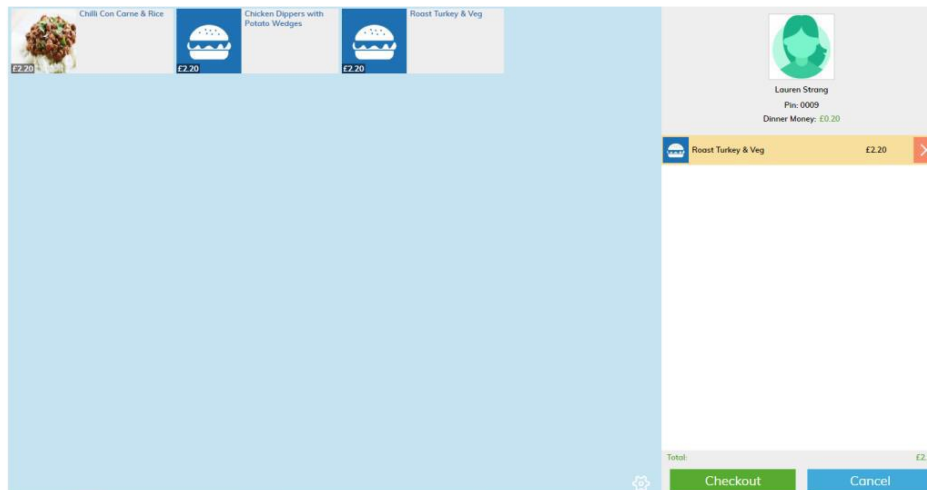 Chilli Con Carne & Rice
£2.20
Chicken Dippers with
Potato Wedges
£2.20
Roast Turkey & Veg
£2.20
Lauren Strang
Pin: 0009
Dinner Money: £0.20
Roast Turkey & Veg £2.20
Total: £2.
Checkout Cancel